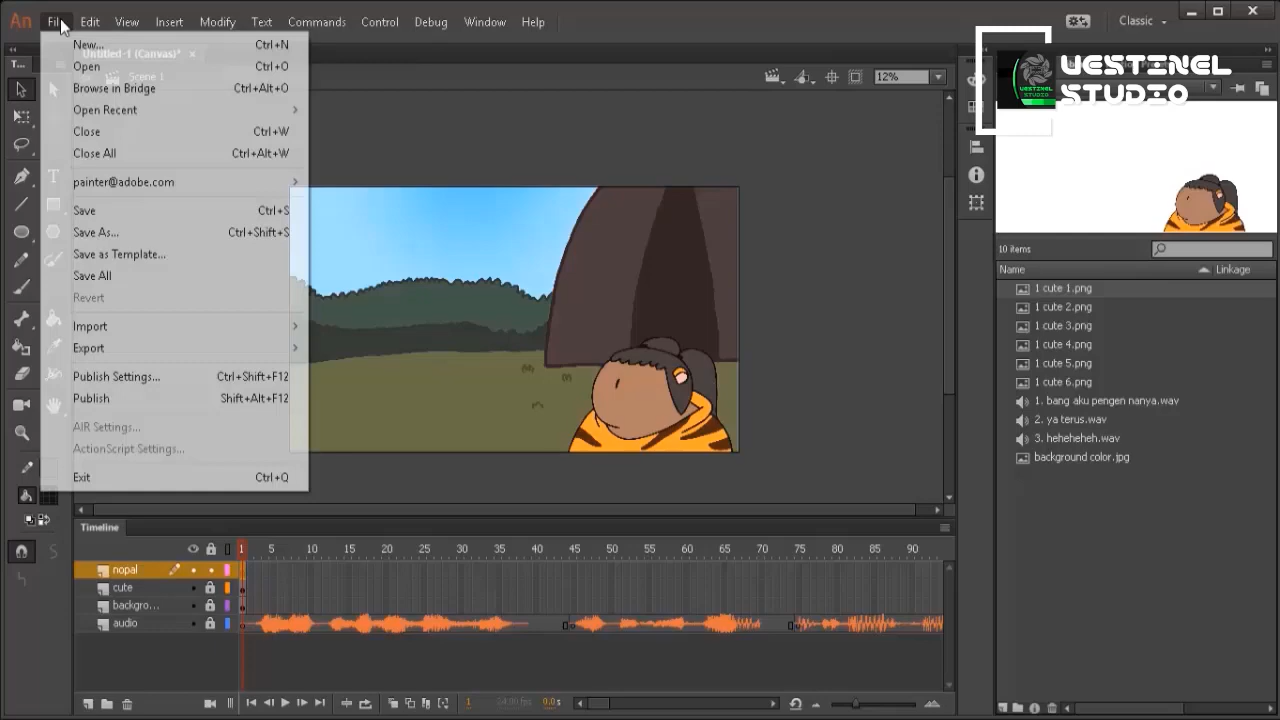 An File Edit View Insert Modify Text Commands Control Debug Window Help Classic
New... Ctrl+N
Open Ctrl+O
Browse in Bridge Ctrl+Alt+O
Open Recent
Close Ctrl+W
Close All Ctrl+Alt+W
painter@adobe.com
Save Ctrl+S
Save As... Ctrl+Shift+S
Save as Template...
Save All
Revert
Import
Export
Publish Settings... Ctrl+Shift+F12
Publish Shift+Alt+F12
AIR Settings...
ActionScript Settings...
Exit Ctrl+Q
Untitled-1 (Canvas)*
Scene 1
12%
T...
VESTINEL
STUDIO
VESTINEL
STUDIO
10 items
Name Linkage
1 cute 1.png
1 cute 2.png
1 cute 3.png
1 cute 4.png
1 cute 5.png
1 cute 6.png
1. bang aku pengen nanya.wav
2. ya terus.wav
3. heheheheh.wav
background color.jpg
Timeline
1 5 10 15 20 25 30 35 40 45 50 55 60 65 70 75 80 85 90
nopal
cute
backgro...
audio
1 24.00 fps 0.0s